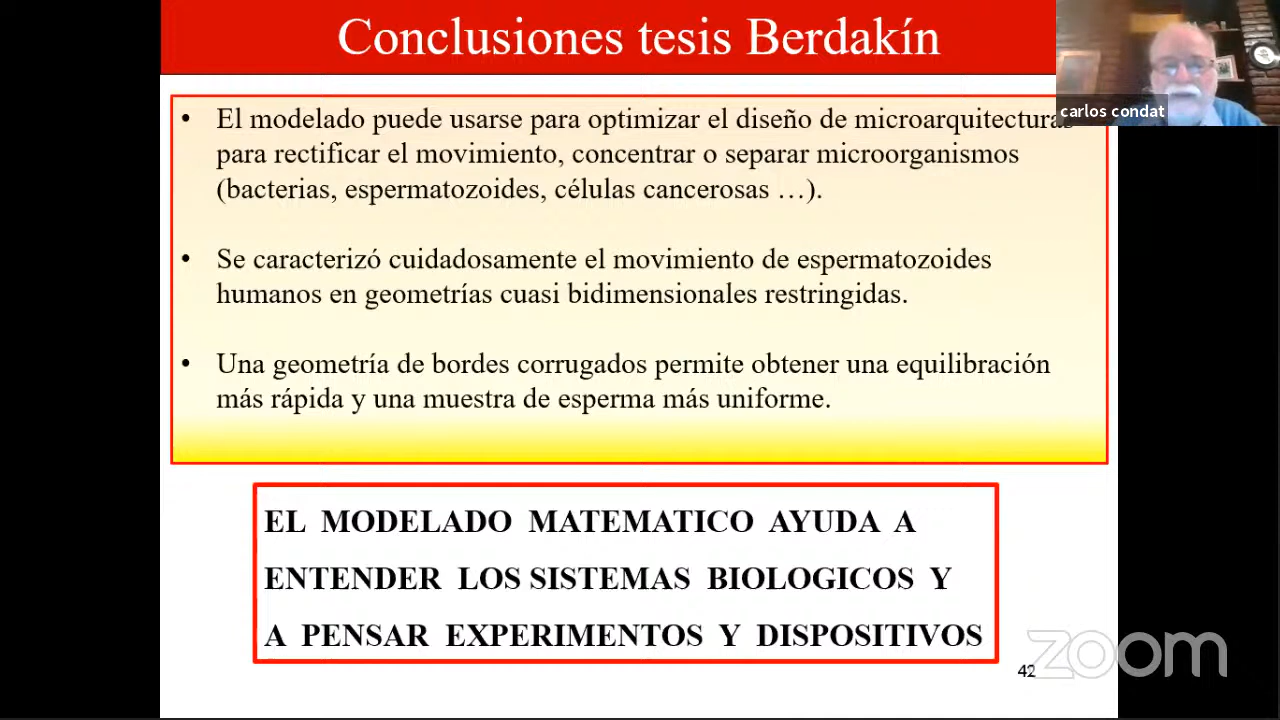 Conclusiones tesis Berdakín
carlos condat
• El modelado puede usarse para optimizar el diseño de microarquitecturas
para rectificar el movimiento, concentrar o separar microorganismos
(bacterias, espermatozoides, células cancerosas …).
• Se caracterizó cuidadosamente el movimiento de espermatozoides
humanos en geometrías cuasi bidimensionales restringidas.
• Una geometría de bordes corrugados permite obtener una equilibración
más rápida y una muestra de esperma más uniforme.
EL MODELADO MATEMATICO AYUDA A
ENTENDER LOS SISTEMAS BIOLOGICOS Y
A PENSAR EXPERIMENTOS Y DISPOSITIVOS
42
zoom